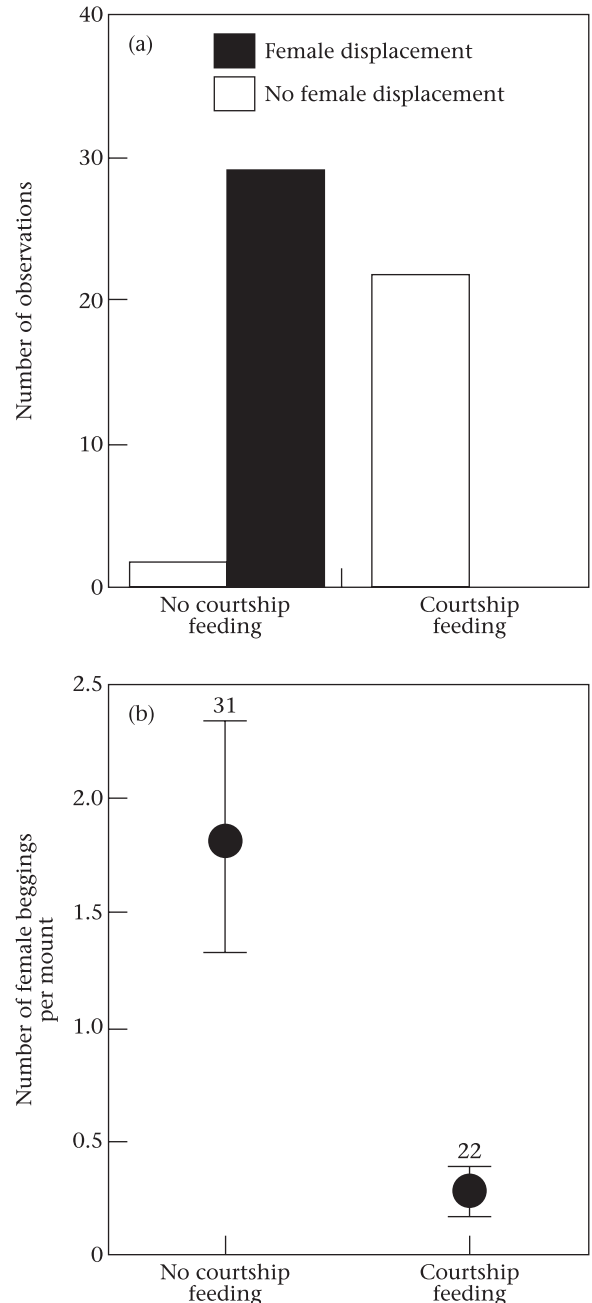 40
(a)
Female displacement
No female displacement
30
20
10
0
Number of observations
No courtship
feeding
Courtship
feeding
2.5
(b)
31
2.0
1.5
1.0
0.5
22
0
Number of female beggings
per mount
No courtship
feeding
Courtship
feeding